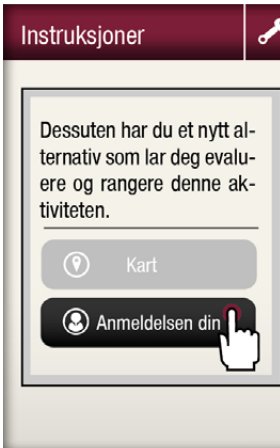 Instruksjoner
Dessuten har du et nytt al-
ternativ som lar deg evalu-
ere og rangere denne ak-
tiviteten.
Kart
Anmeldelsen din